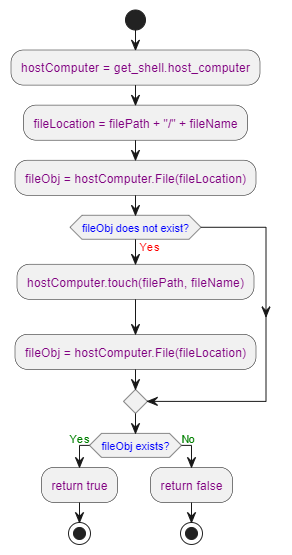 hostComputer = get_shell.host_computer
fileLocation = filePath + "/" + fileName
fileObj = hostComputer.File(fileLocation)
fileObj does not exist?
Yes
hostComputer.touch(filePath, fileName)
fileObj = hostComputer.File(fileLocation)
Yes
fileObj exists?
No
return true
return false